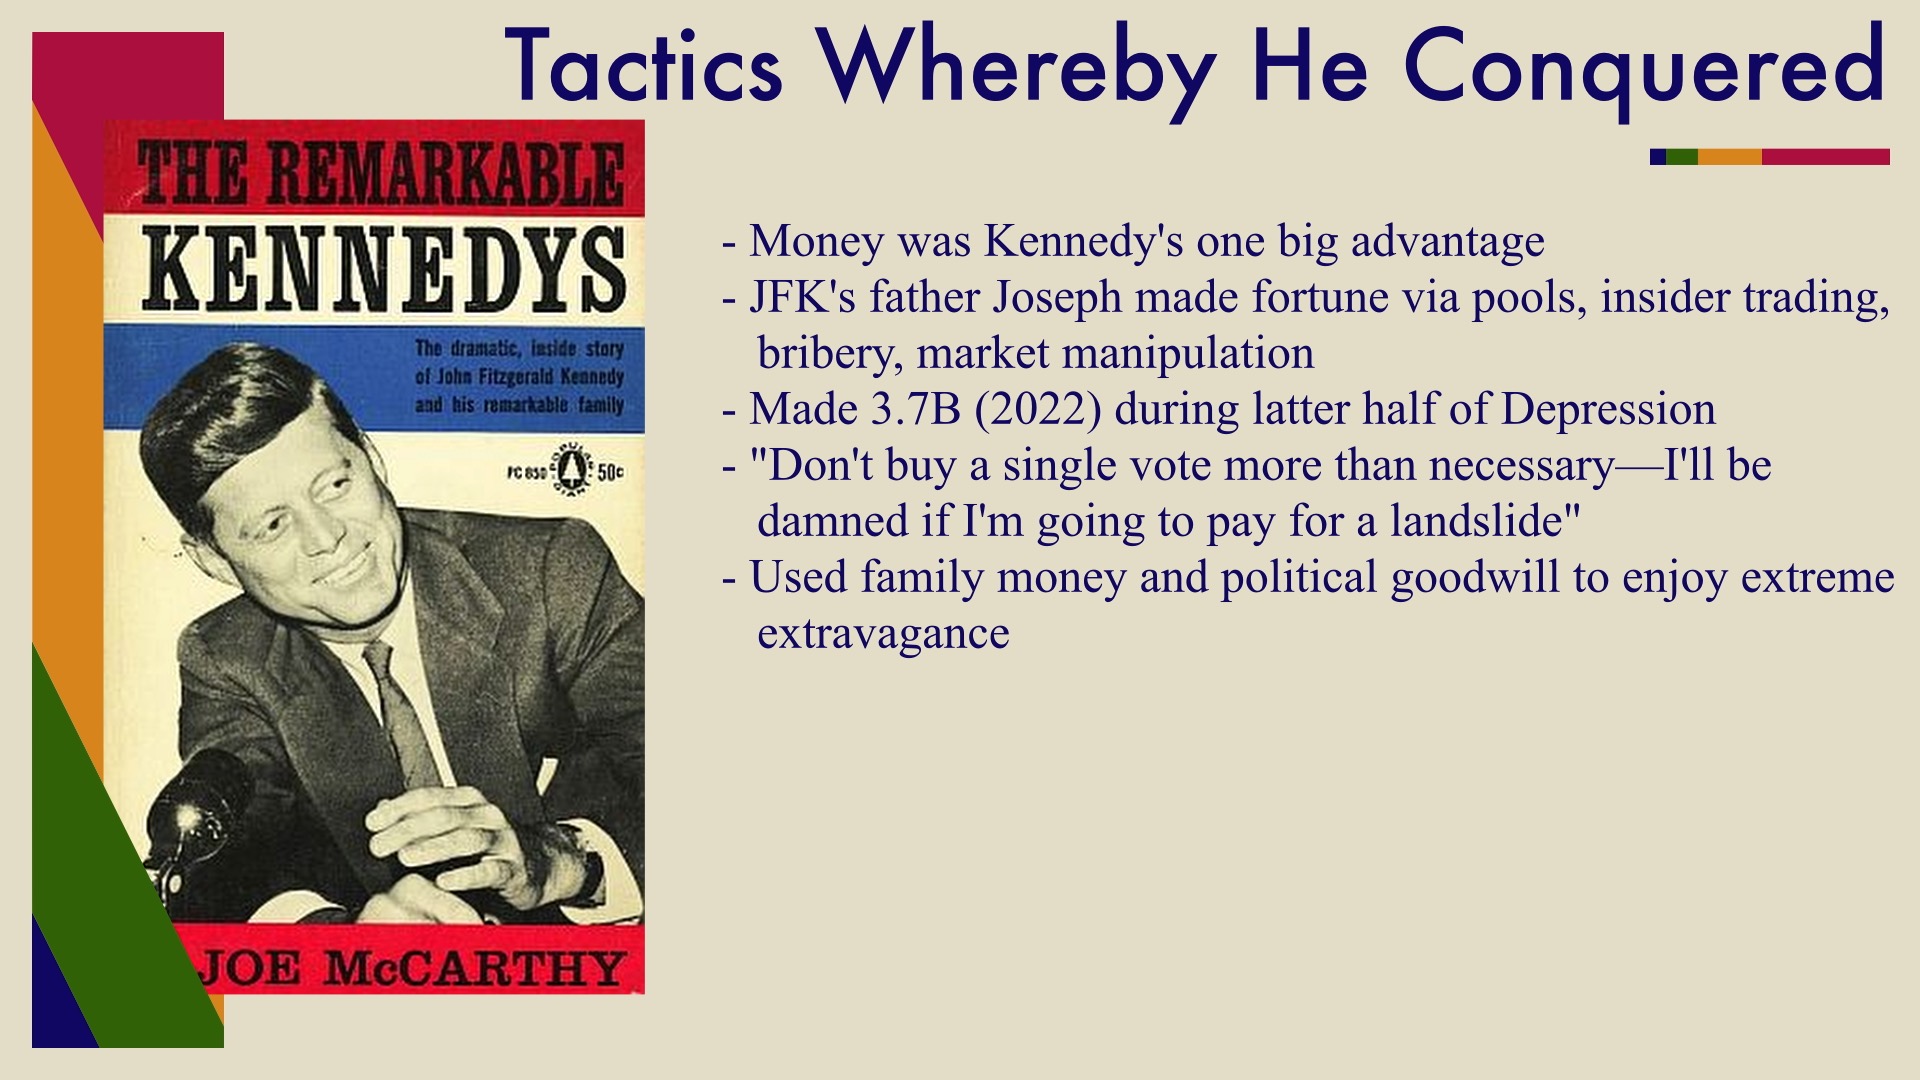 Tactics Whereby He Conquered
THE REMARKABLE
KENNEDYS
The dramatic, inside story
of John Fitzgerald Kennedy
and his remarkable family
PC 850
POPULAR
GIANT
50c
JOE McCARTHY
- Money was Kennedy's one big advantage
- JFK's father Joseph made fortune via pools, insider trading,
bribery, market manipulation
- Made 3.7B (2022) during latter half of Depression
- "Don't buy a single vote more than necessary—I'll be
damned if I'm going to pay for a landslide"
- Used family money and political goodwill to enjoy extreme
extravagance